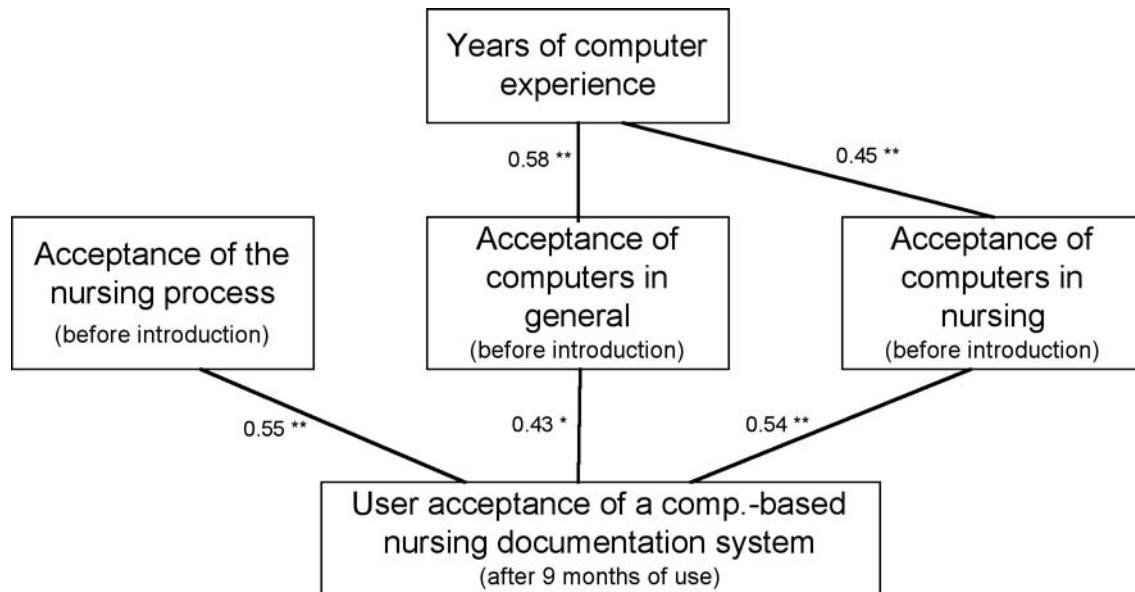 Years of computer
experience
0.58 **
0.45 **
Acceptance of the
nursing process
(before introduction)
Acceptance of
computers in
general
(before introduction)
Acceptance of
computers in
nursing
(before introduction)
0.55 **
0.43 *
0.54 **
User acceptance of a comp.-based
nursing documentation system
(after 9 months of use)